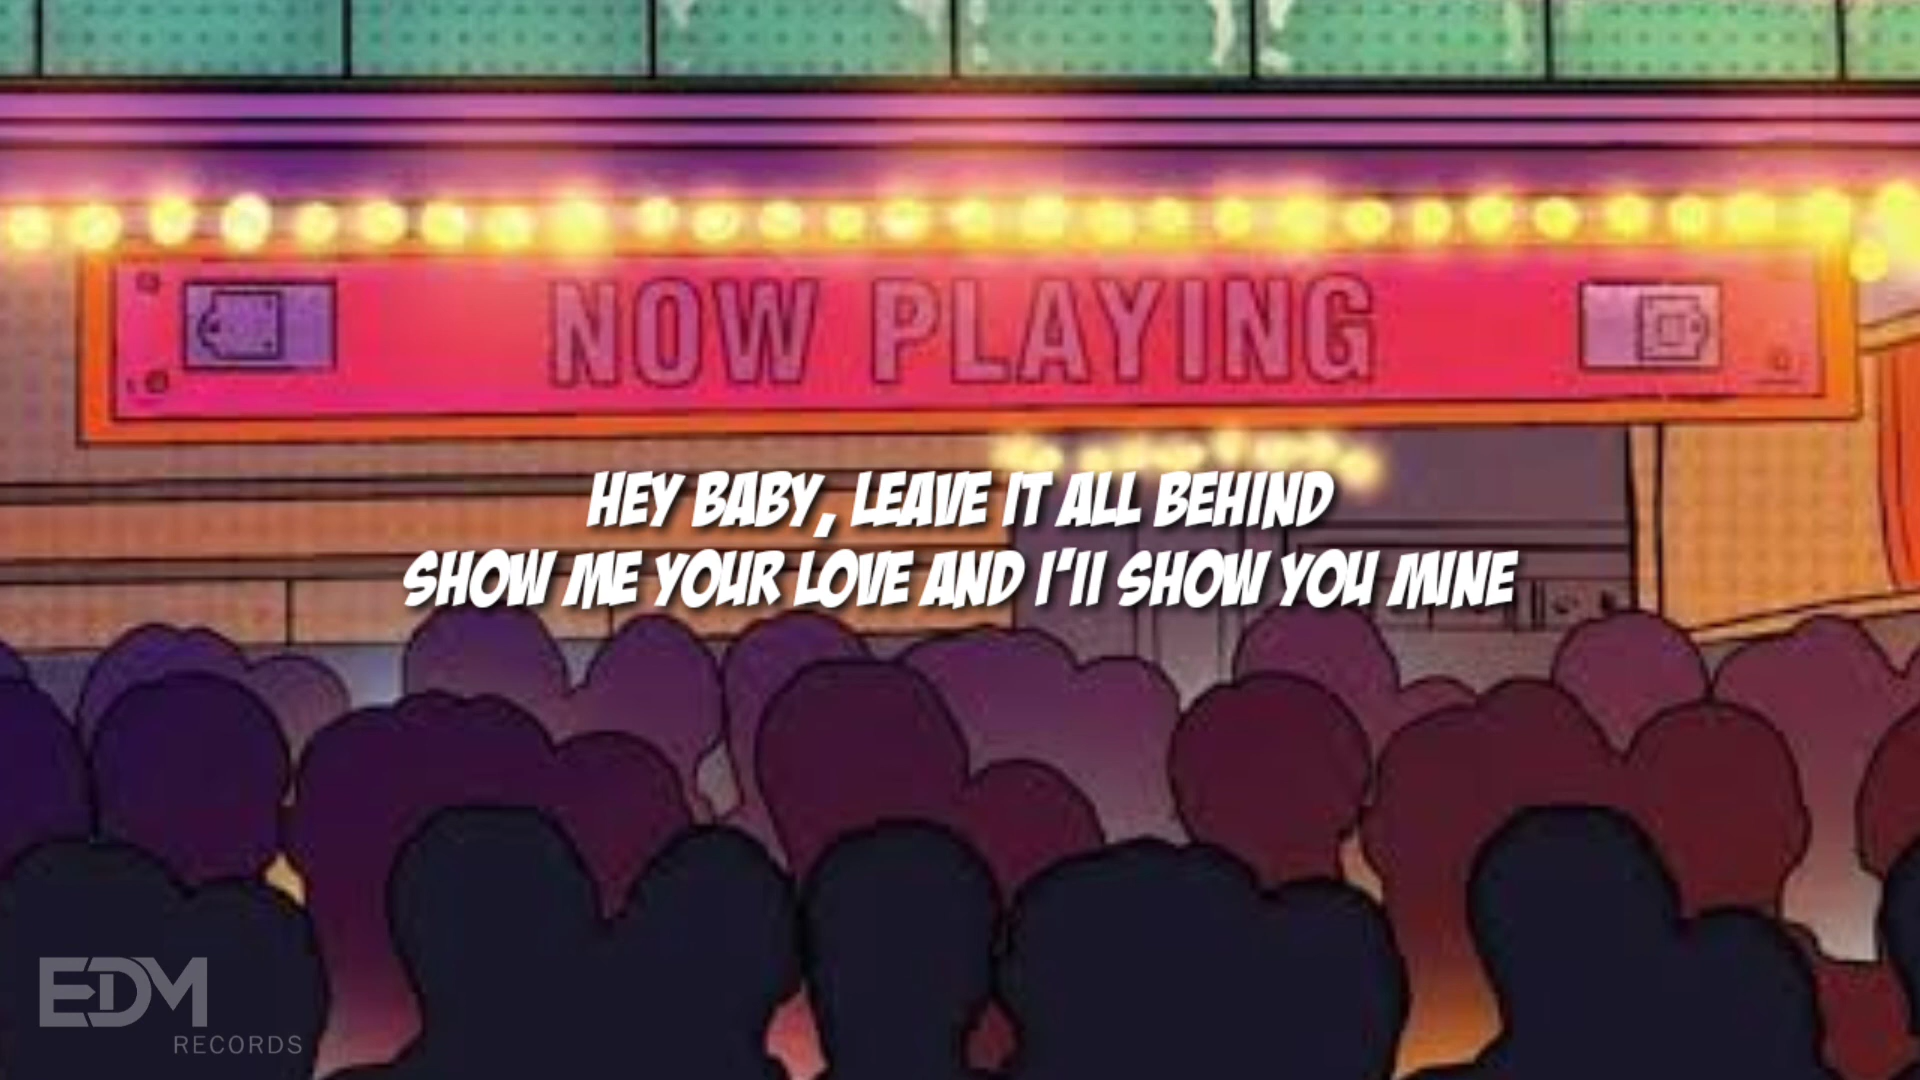 NOW PLAYING
HEY BABY, LEAVE IT ALL BEHIND
SHOW ME YOUR LOVE AND I'll SHOW YOU MINE
EDM
RECORDS